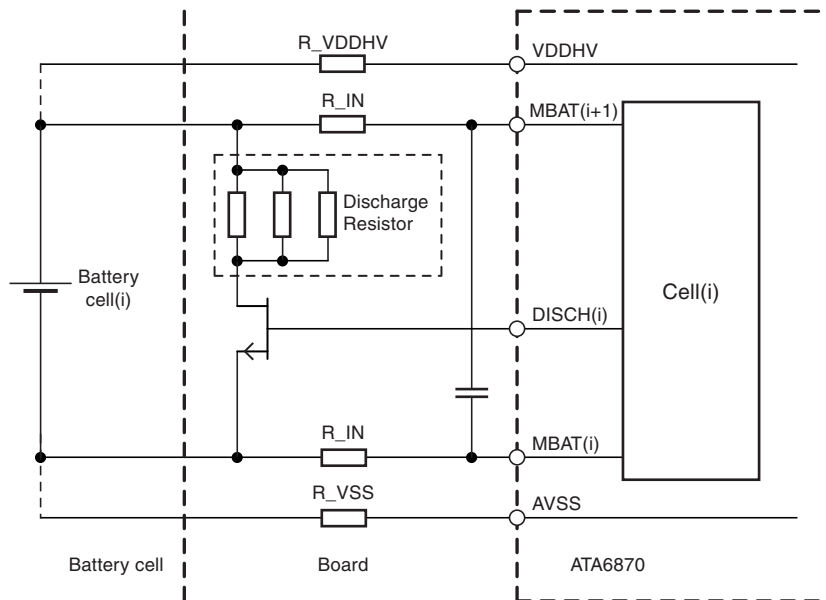 R_VDDHV
VDDHV
R_IN
MBAT(i+1)
Discharge
Resistor
Battery
cell(i)
Cell(i)
DISCH(i)
R_IN
MBAT(i)
R_VSS
AVSS
Battery cell
Board
ATA6870